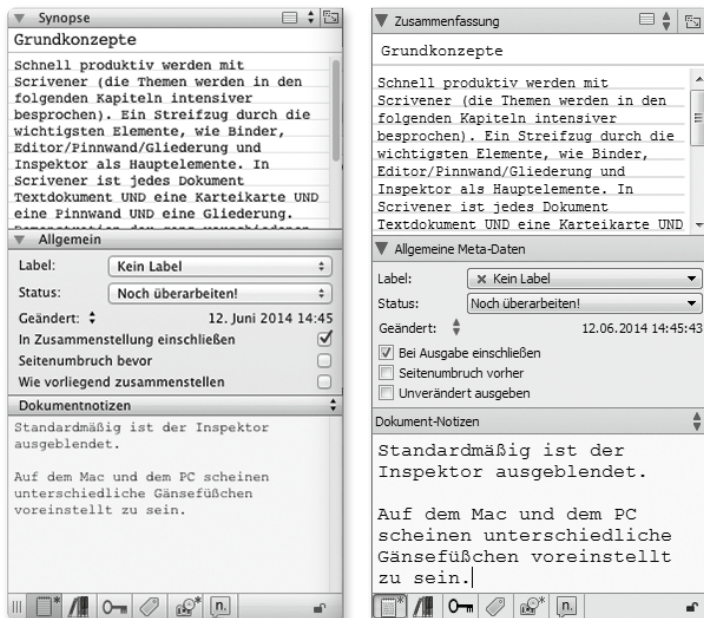 Synopse
Grundkonzepte
Schnell produktiv werden mit
Scrivener (die Themen werden in den
folgenden Kapiteln intensiver
besprochen). Ein Streifzug durch die
wichtigsten Elemente, wie Binder,
Editor/Pinnwand/Gliederung und
Inspektor als Hauptelemente. In
Scrivener ist jedes Dokument
Textdokument UND eine Karteikarte UND
eine Pinnwand UND eine Gliederung.
Allgemein
Label: Kein Label
Status: Noch überarbeiten!
Geändert: 12. Juni 2014 14:45
In Zusammenstellung einschließen
Seitenumbruch bevor
Wie vorliegend zusammenstellen
Dokumentnotizen
Standardmäßig ist der Inspektor
ausgeblendet.
Auf dem Mac und dem PC scheinen
unterschiedliche Gänsefüßchen
voreinstellt zu sein.
n.
Zusammenfassung
Grundkonzepte
Schnell produktiv werden mit
Scrivener (die Themen werden in den
folgenden Kapiteln intensiver
besprochen). Ein Streifzug durch die
wichtigsten Elemente, wie Binder,
Editor/Pinnwand/Gliederung und
Inspektor als Hauptelemente. In
Scrivener ist jedes Dokument
Textdokument UND eine Karteikarte UND
Allgemeine Meta-Daten
Label: Kein Label
Status: Noch überarbeiten!
Geändert: 12.06.2014 14:45:43
Bei Ausgabe einschließen
Seitenumbruch vorher
Unverändert ausgeben
Dokument-Notizen
Standardmäßig ist der
Inspektor ausgeblendet.
Auf dem Mac und dem PC
scheinen unterschiedliche
Gänsefüßchen voreinstellt
zu sein.
n.